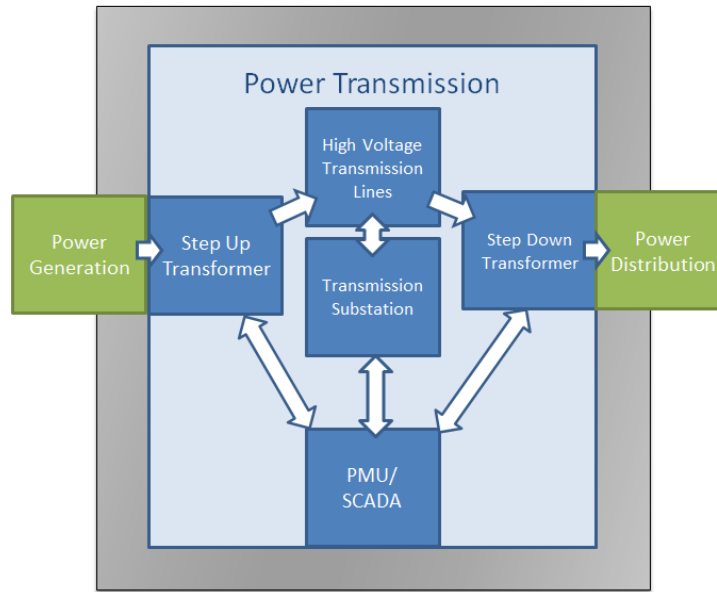 Power Transmission
High Voltage
Transmission
Lines
Power
Generation
Step Up
Transformer
Step Down
Transformer
Power
Distribution
Transmission
Substation
PMU/
SCADA